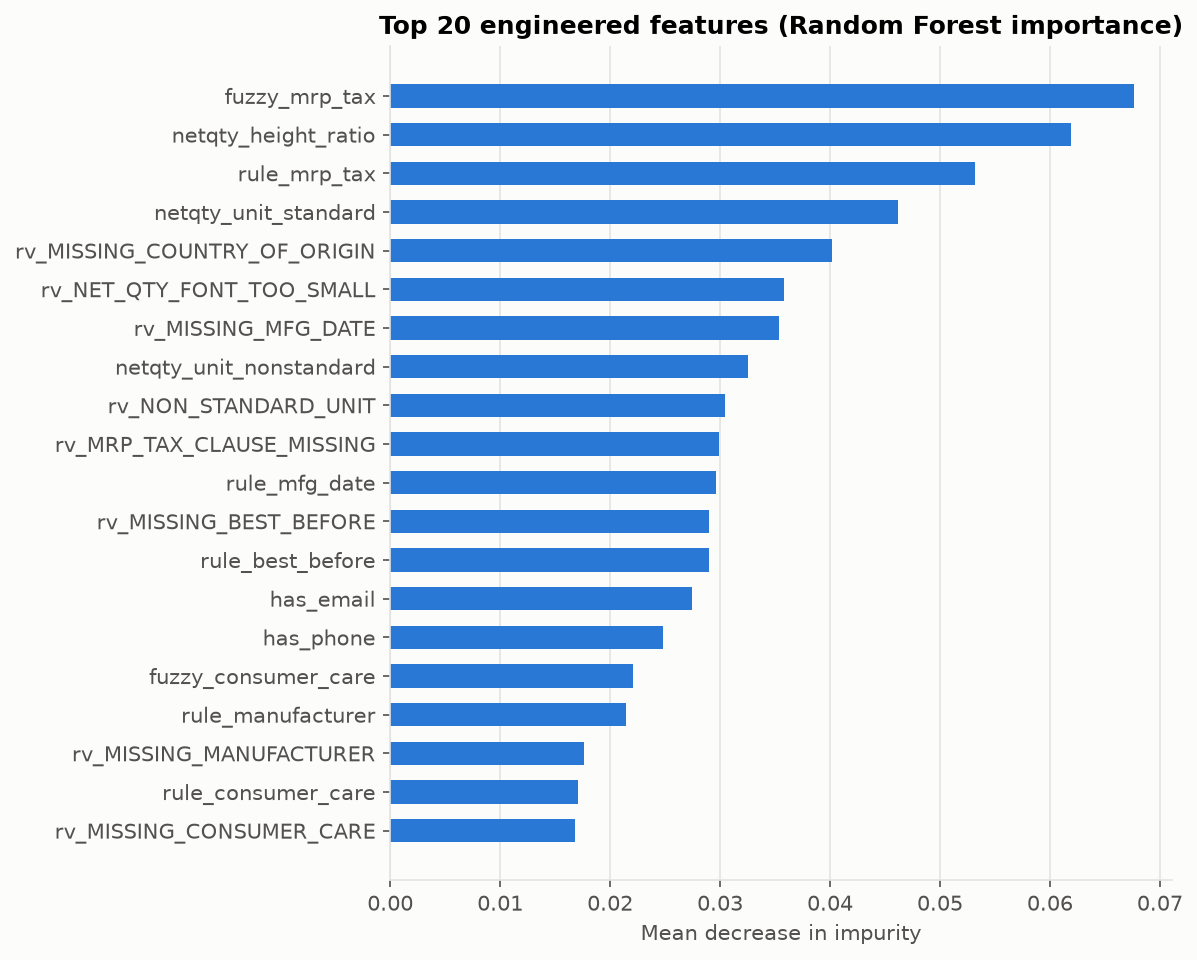 Top 20 engineered features (Random Forest importance)
fuzzy_mrp_tax
netqty_height_ratio
rule_mrp_tax
netqty_unit_standard
rv_MISSING_COUNTRY_OF_ORIGIN
rv_NET_QTY_FONT_TOO_SMALL
rv_MISSING_MFG_DATE
netqty_unit_nonstandard
rv_NON_STANDARD_UNIT
rv_MRP_TAX_CLAUSE_MISSING
rule_mfg_date
rv_MISSING_BEST_BEFORE
rule_best_before
has_email
has_phone
fuzzy_consumer_care
rule_manufacturer
rv_MISSING_MANUFACTURER
rule_consumer_care
rv_MISSING_CONSUMER_CARE
0.00 0.01 0.02 0.03 0.04 0.05 0.06 0.07
Mean decrease in impurity